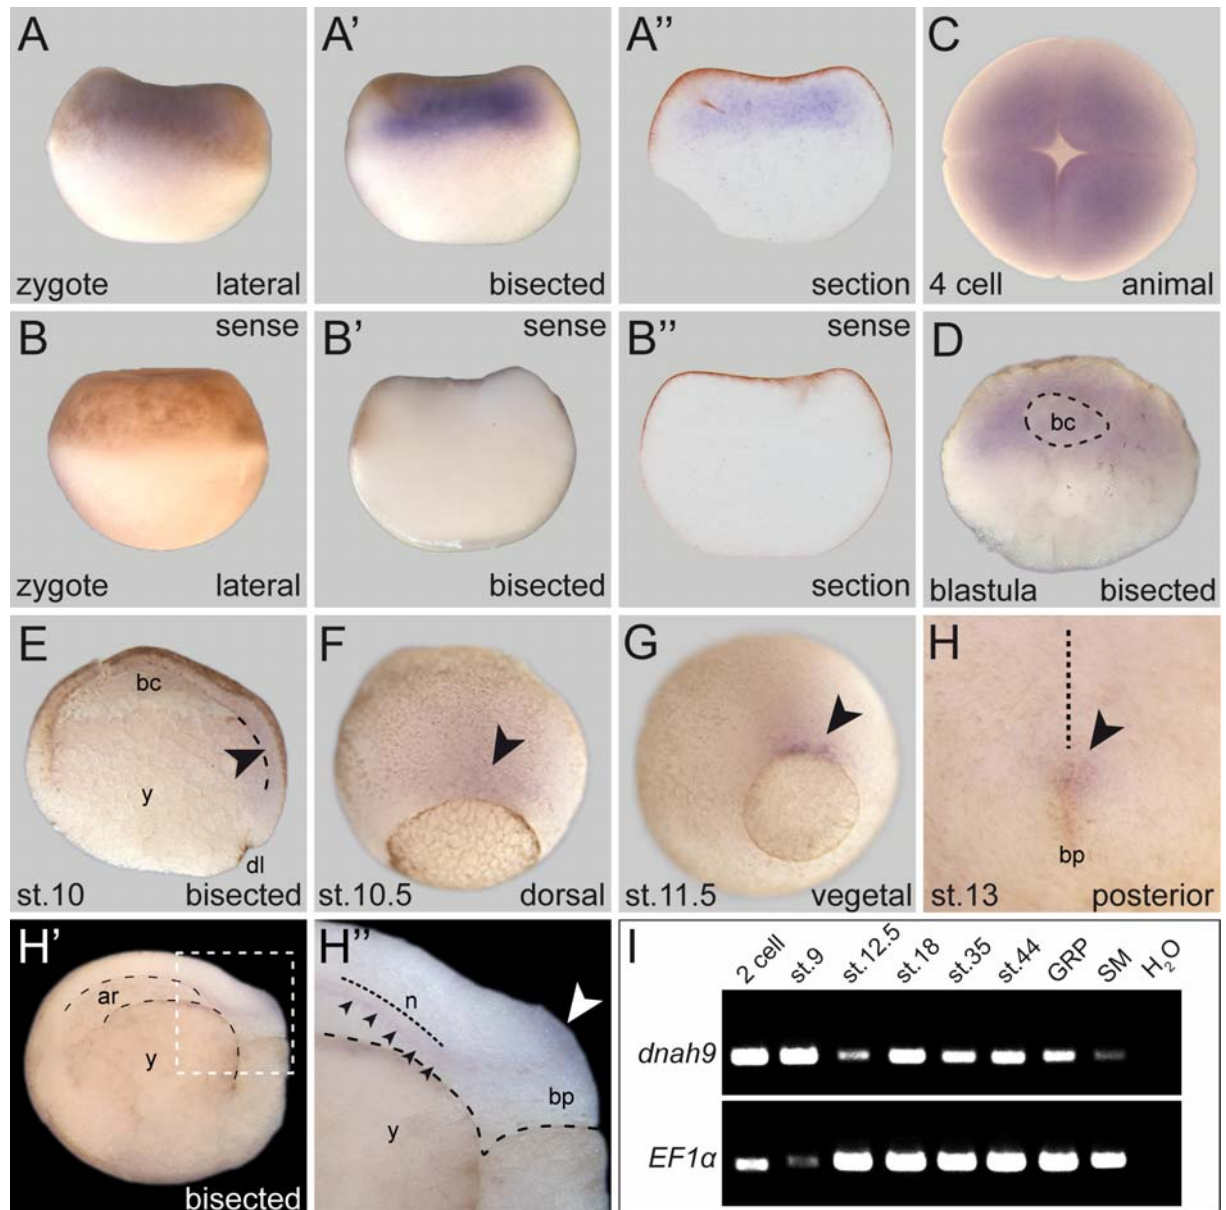 A
zygote lateral
A'
bisected
A''
section
C
4 cell animal
sense
B
zygote lateral
sense
B'
bisected
sense
B''
section
D
bc
blastula bisected
E
bc
y
dl
st.10 bisected
F
st.10.5 dorsal
G
st.11.5 vegetal
H
bp
st.13 posterior
H'
ar
y
bisected
H''
n
bp
y
I
2 cell st.9 st.12.5 st.18 st.35 st.44 GRP SM H₂O
dnah9
EF1α